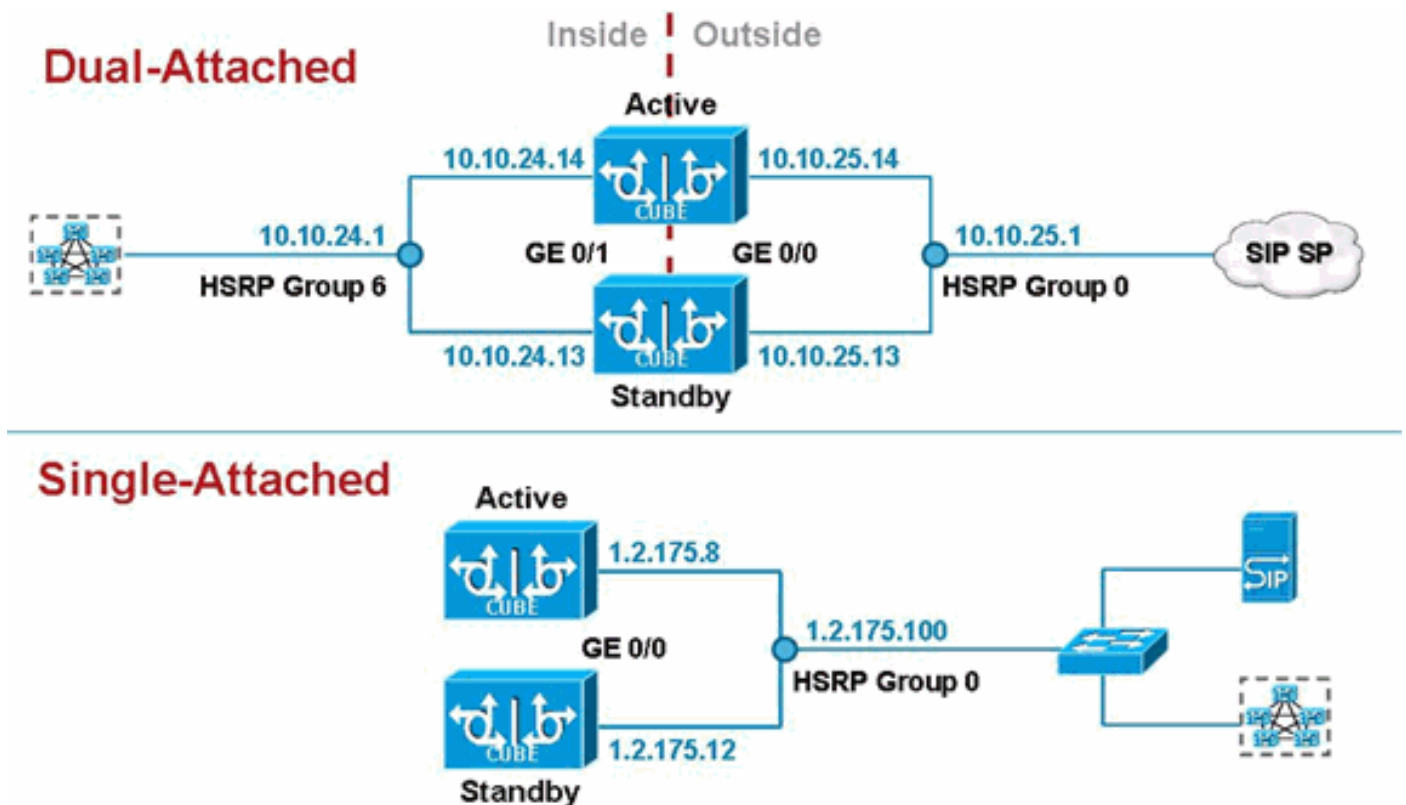 Inside Outside
Dual-Attached
Active
10.10.24.14 10.10.25.14
CUBE
10.10.24.1 GE 0/1 GE 0/0 10.10.25.1 SIP SP
HSRP Group 6 HSRP Group 0
10.10.24.13 CUBE 10.10.25.13
Standby
Single-Attached
Active
1.2.175.8
CUBE
SIP
GE 0/0 1.2.175.100
HSRP Group 0
CUBE
1.2.175.12
Standby